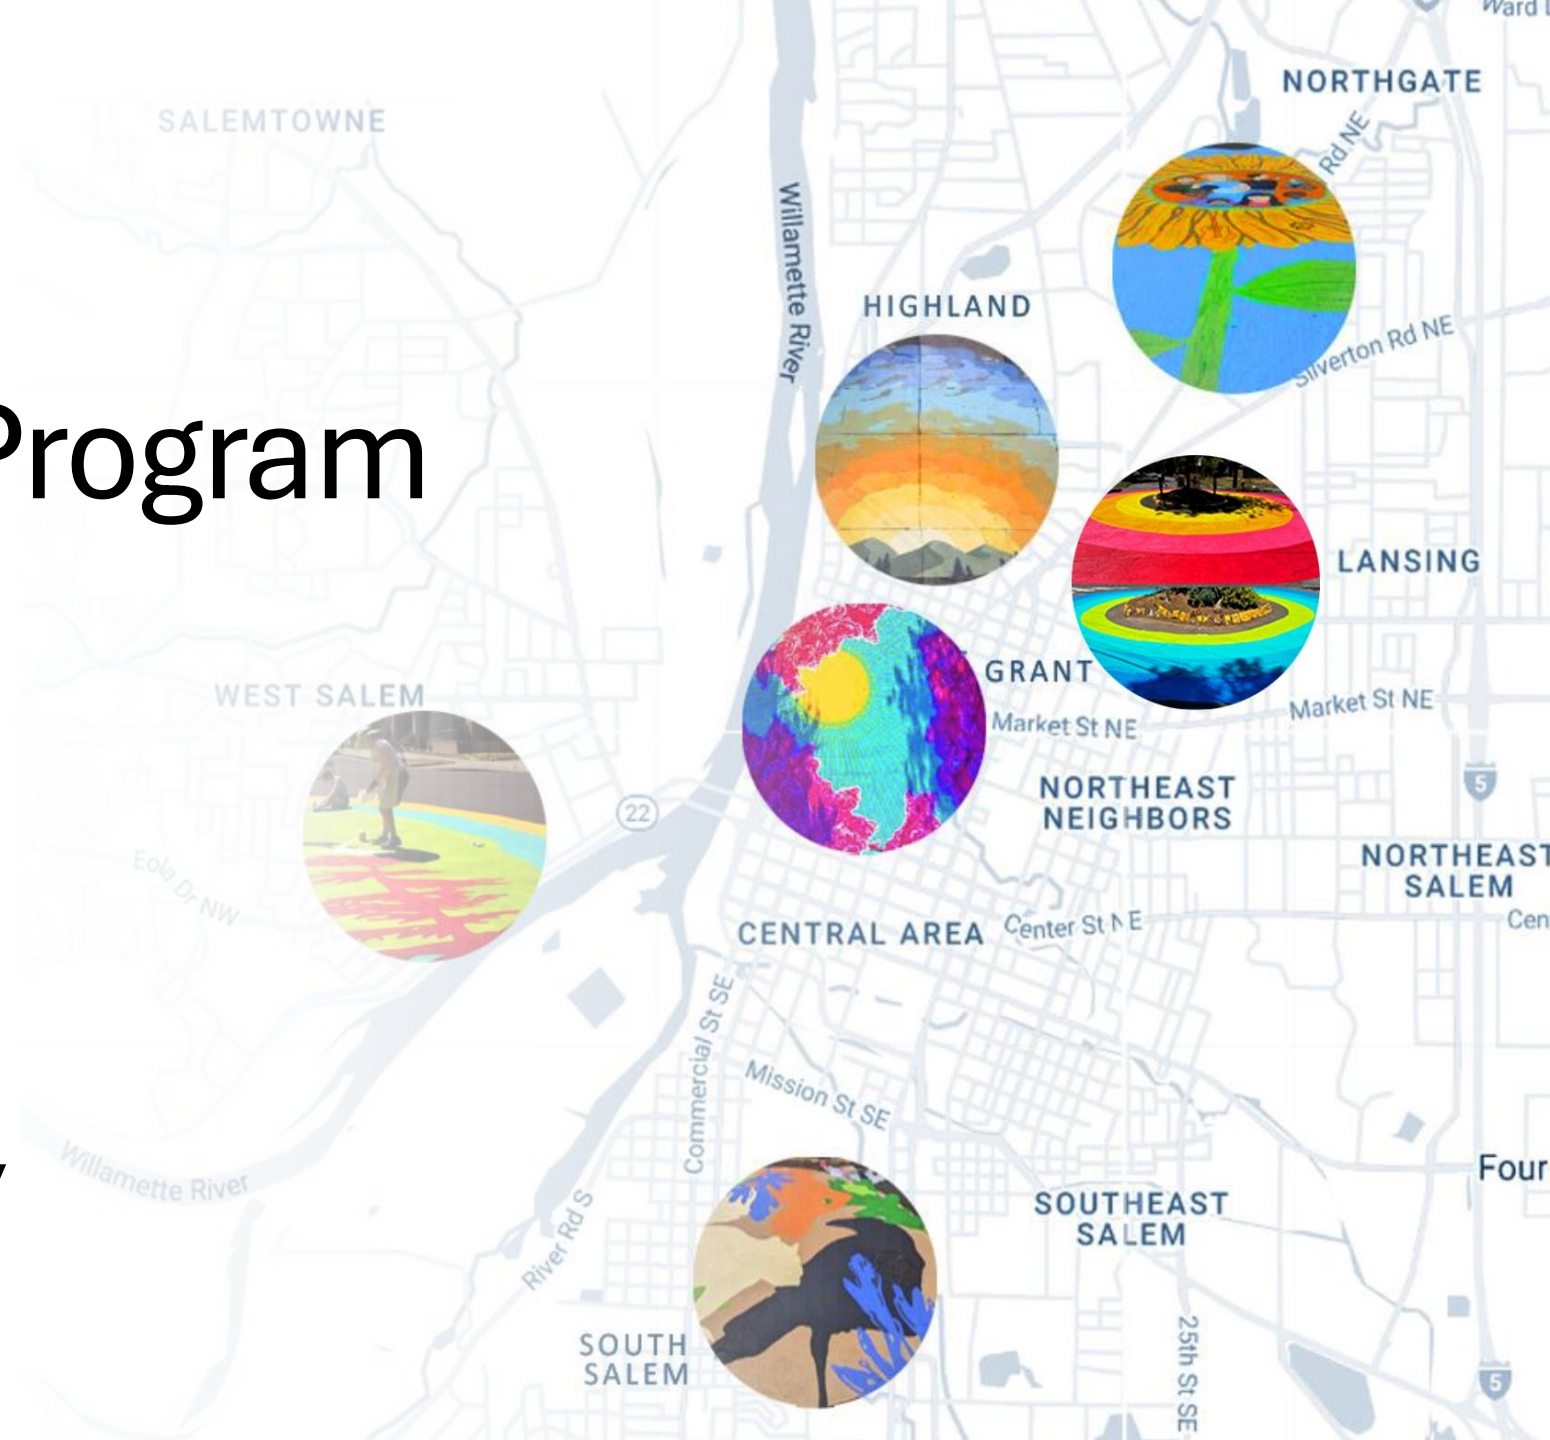 Ward
NORTHGATE
SALEMTOWNE
Rd NE
Willamette River
HIGHLAND
Silverton Rd NE
Program
LANSING
GRANT
WEST SALEM
Market St NE
Market St NE
5
NORTHEAST
NEIGHBORS
22
NORTHEAST
SALEM
Eola Dr NW
Cen
Center St NE
CENTRAL AREA
Commercial St SE
Mission St SE
Four
Willamette River
SOUTHEAST
SALEM
River Rd S
SOUTH
SALEM
25th St SE
5